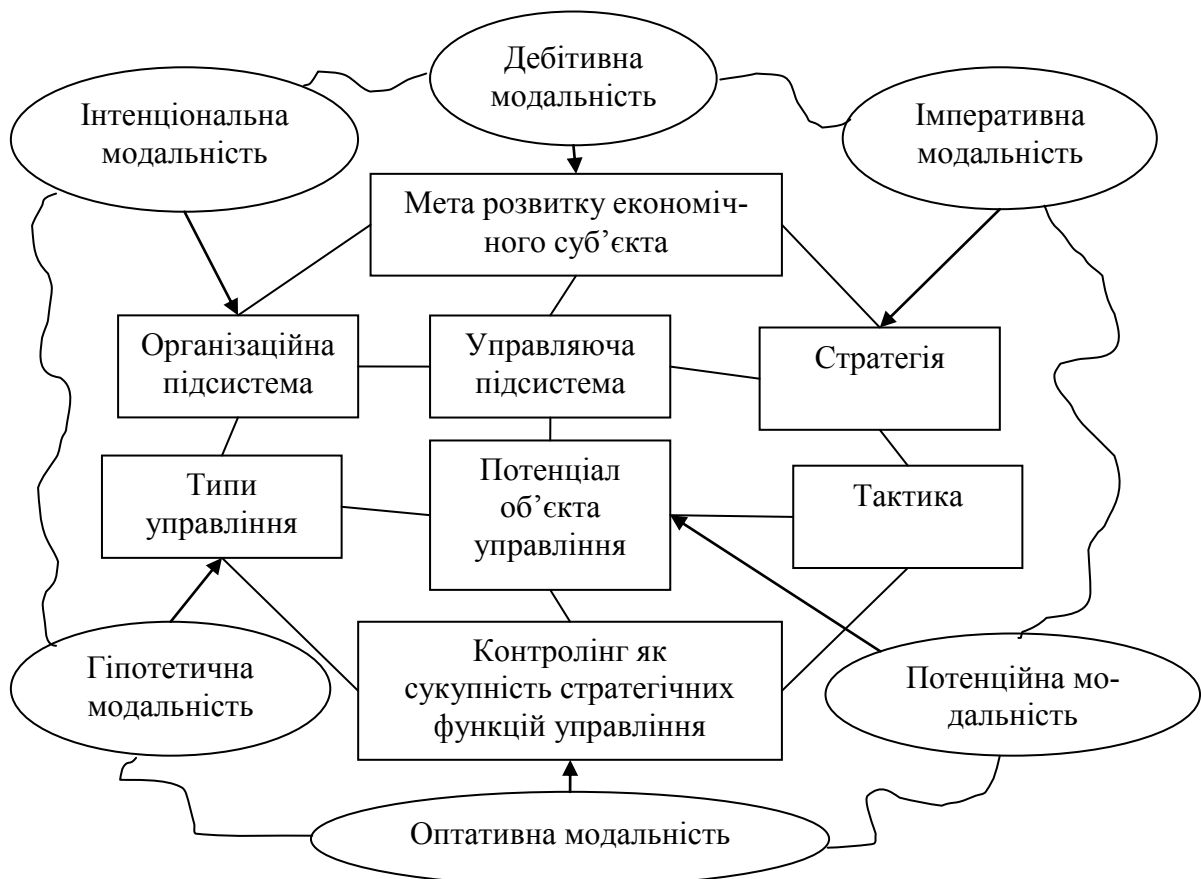 Дебітивна
модальність
Інтенціональна
модальність
Імперативна
модальність
Мета розвитку економіч-
ного суб’єкта
Організаційна
підсистема
Управляюча
підсистема
Стратегія
Типи
управління
Потенціал
об’єкта
управління
Тактика
Гіпотетична
модальність
Контролінг як
сукупність стратегічних
функцій управління
Потенційна мо-
дальність
Оптативна модальність